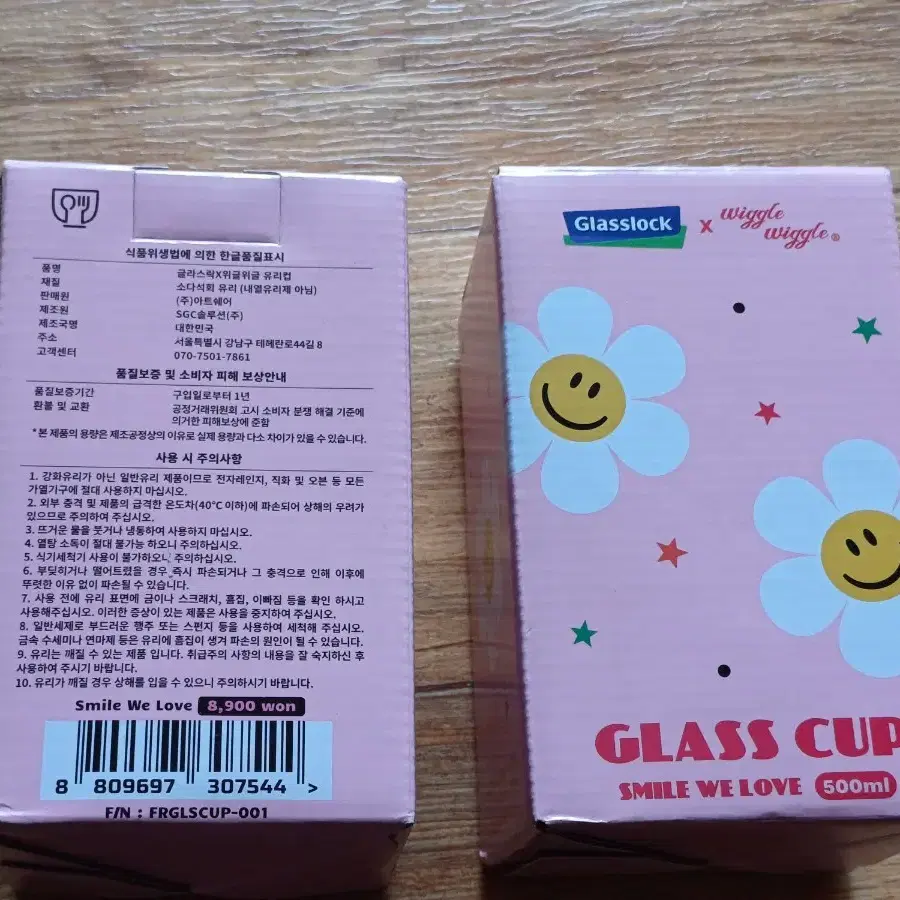 식품위생법에 의한 한글품질표시
품명 글라스락X위글위글 유리컵
재질 소다석회 유리 (내열유리제 아님)
판매원 (주)아트쉐어
제조원 SGC솔루션(주)
제조국명 대한민국
주소 서울특별시 강남구 테헤란로44길 8
고객센터 070-7501-7861
품질보증 및 소비자 피해 보상안내
품질보증기간 구입일로부터 1년
환불 및 교환 공정거래위원회 고시 소비자 분쟁 해결 기준에
의거한 피해보상에 준함
*본 제품의 용량은 제조공정상의 이유로 실제 용량과 다소 차이가 있을 수 있습니다.
사용 시 주의사항
1. 강화유리가 아닌 일반유리 제품이므로 전자레인지, 직화 및 오븐 등 모든
가열기구에 절대 사용하지 마십시오.
2. 외부 충격 및 제품의 급격한 온도차(40°C 이하)에 파손되어 상해의 우려가
있으므로 주의하여 주십시오.
3. 뜨거운 물을 붓거나 냉동하여 사용하지 마십시오.
4. 열탕 소독이 절대 불가능 하오니 주의하십시오.
5. 식기세척기 사용이 불가하오니 주의하십시오.
6. 부딪히거나 떨어트렸을 경우 즉시 파손되거나 그 충격으로 인해 이후에
뚜렷한 이유 없이 파손될 수 있습니다.
7. 사용 전에 유리 표면에 금이나 스크래치, 흠집, 이빠짐 등을 확인 하시고
사용해주십시오. 이러한 증상이 있는 제품은 사용을 중지하여 주십시오.
8. 일반세제로 부드러운 행주 또는 스펀지 등을 사용하여 세척해 주십시오.
금속 수세미나 연마제 등은 유리에 흠집이 생겨 파손의 원인이 될 수 있습니다.
9. 유리는 깨질 수 있는 제품 입니다. 취급주의 사항의 내용을 잘 숙지하신 후
사용하여 주시기 바랍니다.
10. 유리가 깨질 경우 상해를 입을 수 있으니 주의하시기 바랍니다.
Smile We Love 8,900 won
8 809697 307544 >
F/N : FRGLSCUP-001
Glasslock x wiggle
wiggle®
GLASS CUP
SMILE WE LOVE 500ml